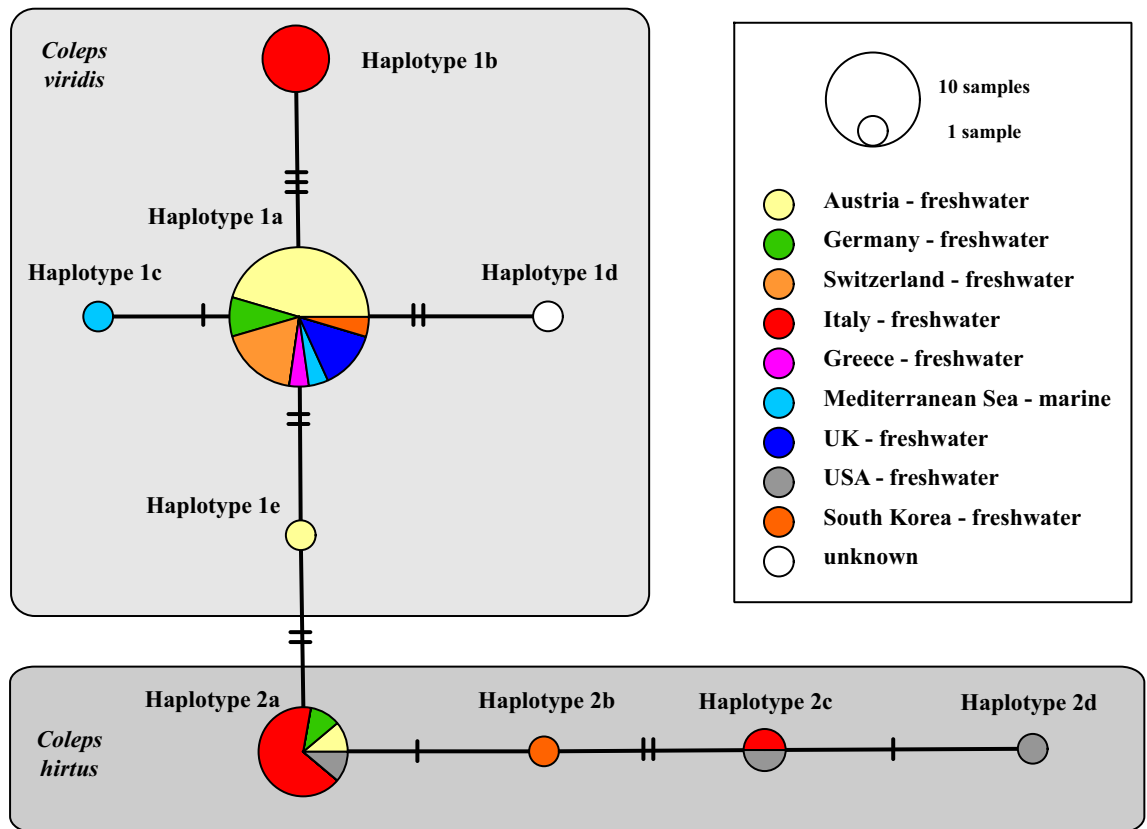 Coleps
viridis
Haplotype 1b
Haplotype 1a
Haplotype 1c
Haplotype 1d
Haplotype 1e
10 samples
1 sample
Austria - freshwater
Germany - freshwater
Switzerland - freshwater
Italy - freshwater
Greece - freshwater
Mediterranean Sea - marine
UK - freshwater
USA - freshwater
South Korea - freshwater
unknown
Coleps
hirtus
Haplotype 2a
Haplotype 2b
Haplotype 2c
Haplotype 2d